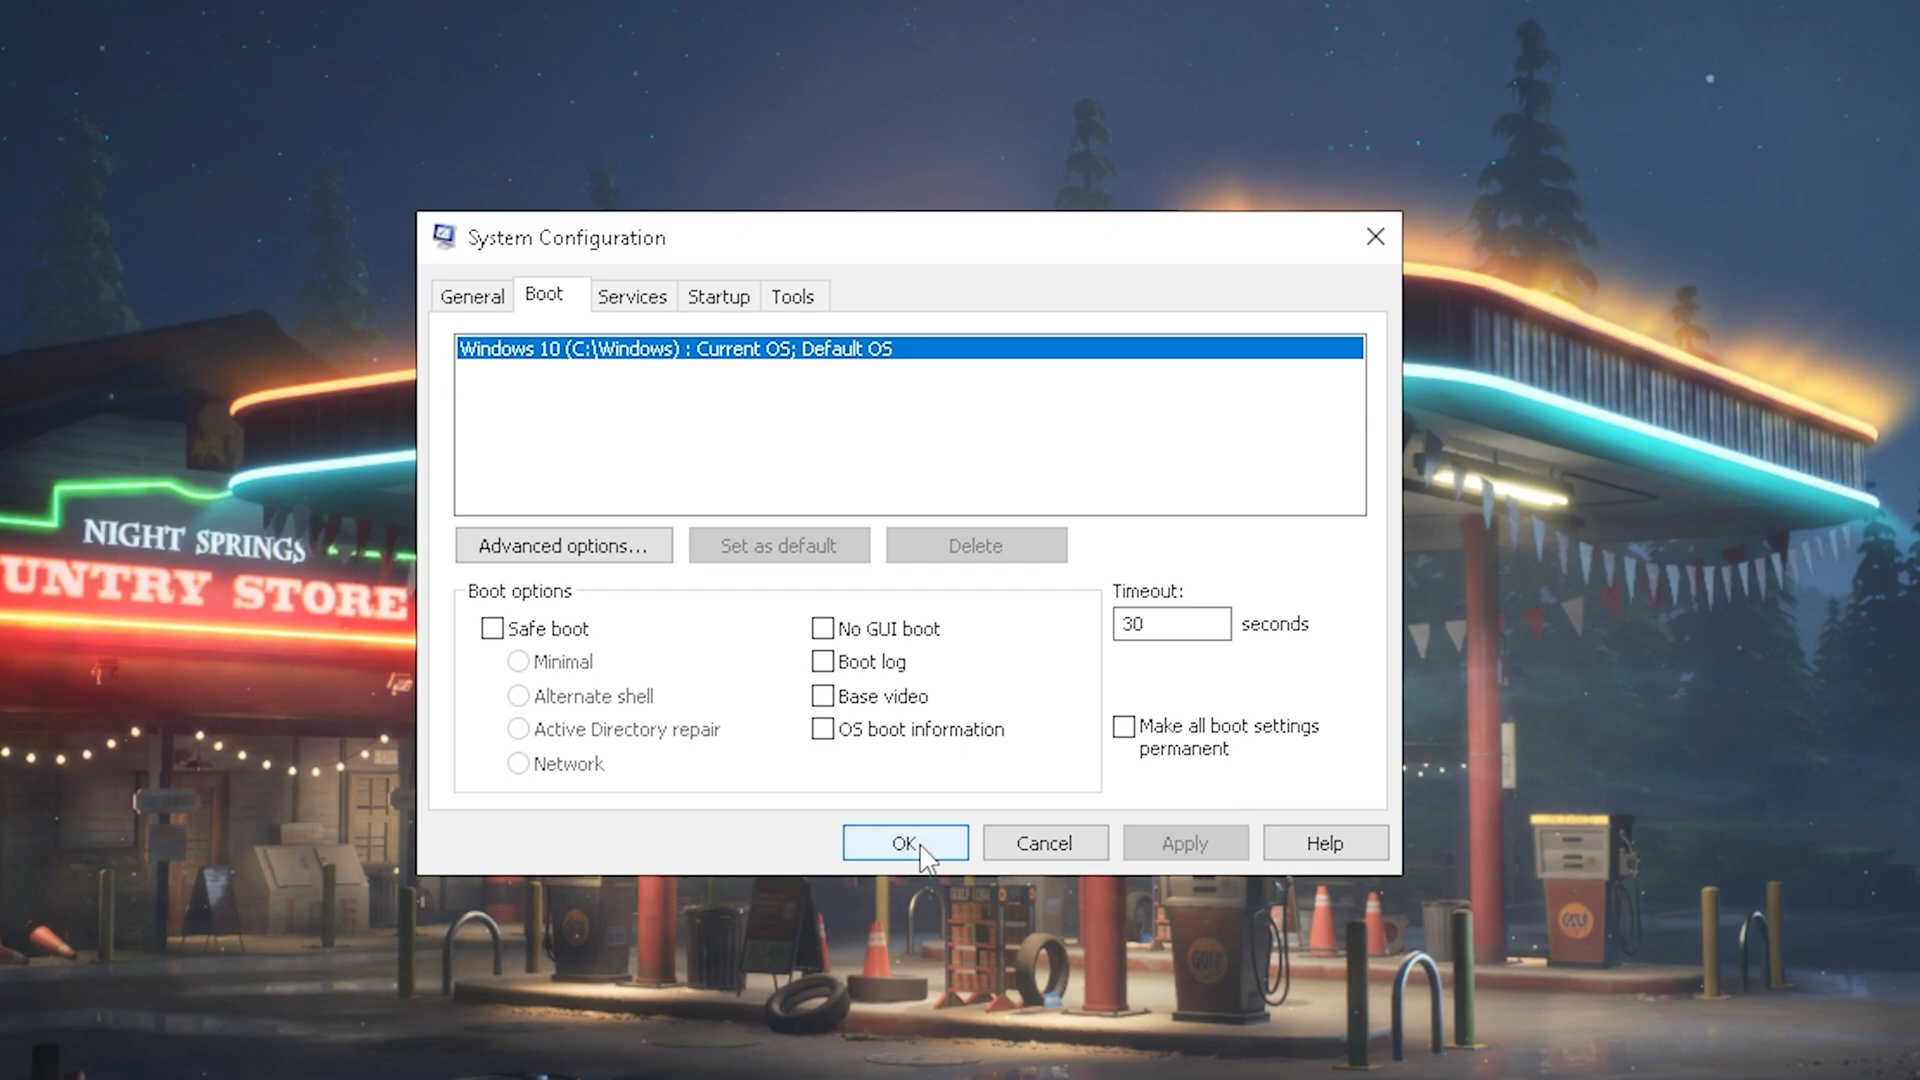 System Configuration
General
Boot
Services
Startup
Tools
Windows 10 (C:\Windows) : Current OS; Default OS
Advanced options...
Set as default
Delete
Boot options
Safe boot
Minimal
Alternate shell
Active Directory repair
Network
No GUI boot
Boot log
Base video
OS boot information
Timeout:
30 seconds
Make all boot settings
permanent
OK
Cancel
Apply
Help
NIGHT SPRINGS
UNTRY STORE
GULF